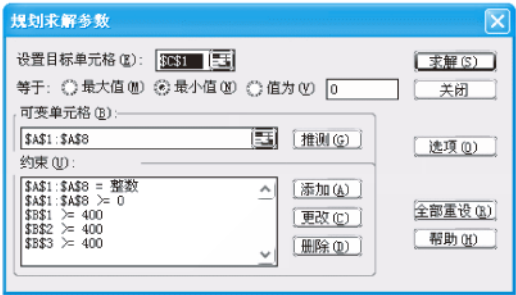 规划求解参数
设置目标单元格(E): $C$1 求解(S)
等于: 最大值(M) 最小值(N) 值为(V) 0 关闭
可变单元格(B):
$A$1:$A$8 推测(G) 选项(O)
约束(U):
$A$1:$A$8 = 整数 添加(A)
$A$1:$A$8 >= 0
$B$1 >= 400 更改(C) 全部重设(R)
$B$2 >= 400
$B$3 >= 400 删除(D) 帮助(H)